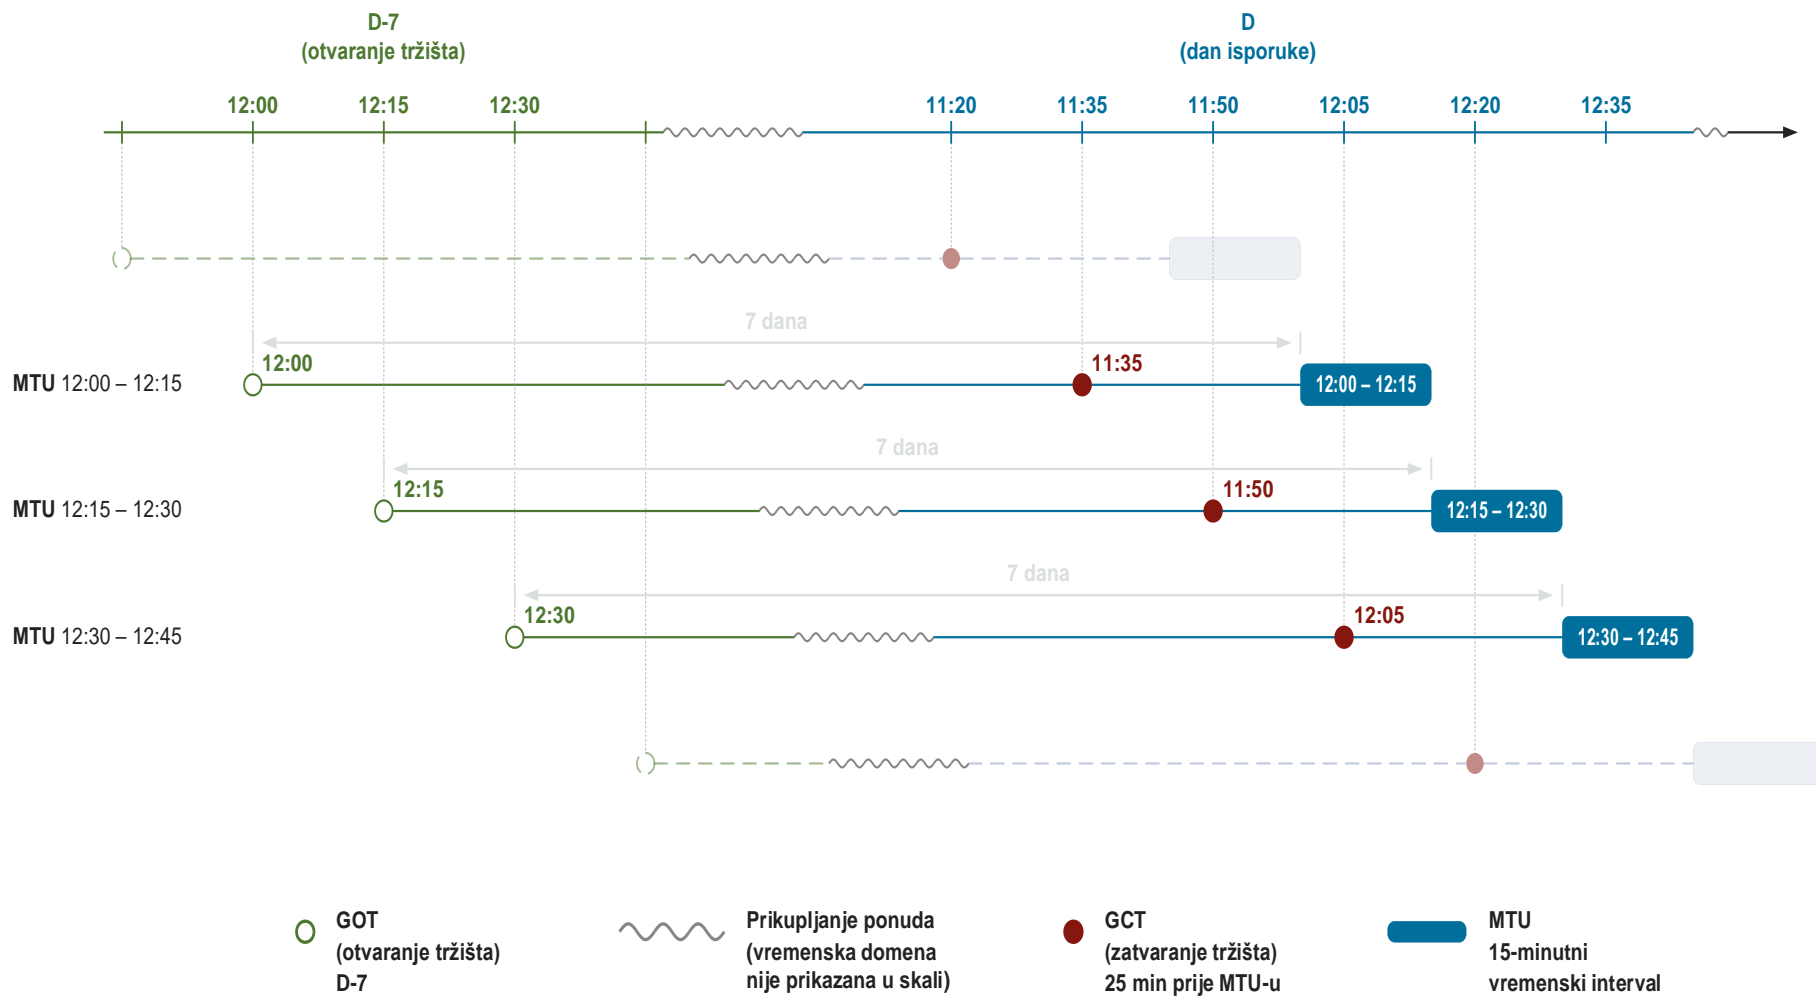 D-7
(otvaranje tržišta)
D
(dan isporuke)
12:00 12:15 12:30 11:20 11:35 11:50 12:05 12:20 12:35
7 dana
12:00 11:35
MTU 12:00 – 12:15 12:00 – 12:15
7 dana
12:15 11:50
MTU 12:15 – 12:30 12:15 – 12:30
7 dana
12:30 12:05
MTU 12:30 – 12:45 12:30 – 12:45
GOT
(otvaranje tržišta)
D-7
Prikupljanje ponuda
(vremenska domena
nije prikazana u skali)
GCT
(zatvaranje tržišta)
25 min prije MTU-u
MTU
15-minutni
vremenski interval